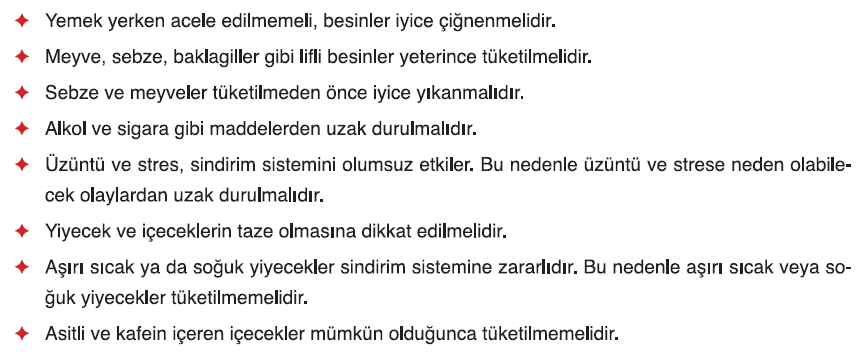 ✦ Yemek yerken acele edilmemeli, besinler iyice çiğnenmelidir.
✦ Meyve, sebze, baklagiller gibi lifli besinler yeterince tüketilmelidir.
✦ Sebze ve meyveler tüketilmeden önce iyice yıkanmalıdır.
✦ Alkol ve sigara gibi maddelerden uzak durulmalıdır.
✦ Üzüntü ve stres, sindirim sistemini olumsuz etkiler. Bu nedenle üzüntü ve strese neden olabile-
cek olaylardan uzak durulmalıdır.
✦ Yiyecek ve içeceklerin taze olmasına dikkat edilmelidir.
✦ Aşırı sıcak ya da soğuk yiyecekler sindirim sistemine zararlıdır. Bu nedenle aşırı sıcak veya so-
ğuk yiyecekler tüketilmemelidir.
✦ Asitli ve kafein içeren içecekler mümkün olduğunca tüketilmemelidir.